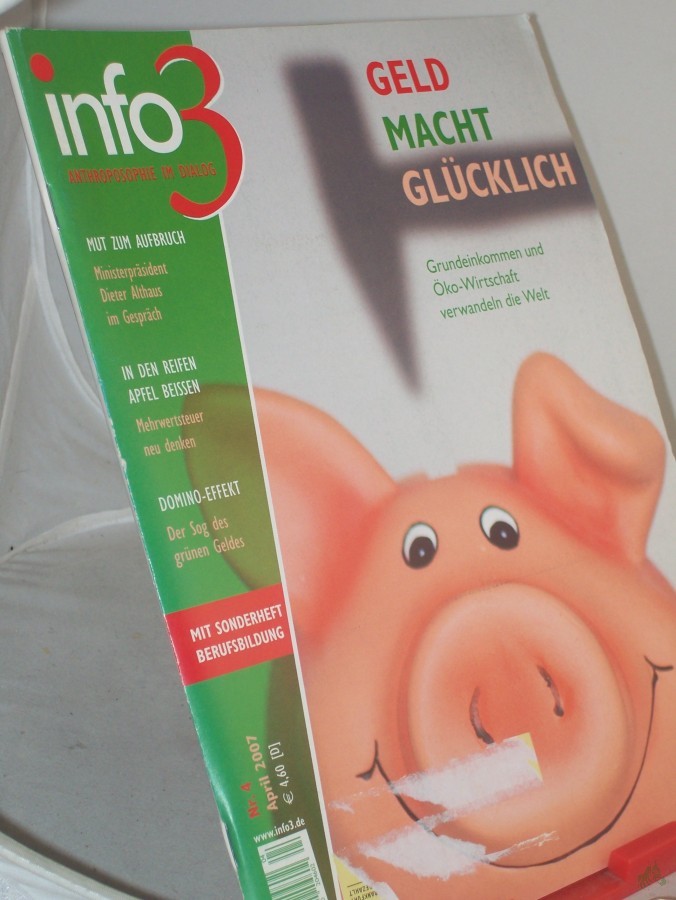 info3
ANTHROPOSOPHIE IM DIALOG
GELD
MACHT
GLÜCKLICH
Grundeinkommen und
Öko-Wirtschaft
verwandeln die Welt
MUT ZUM AUFBRUCH
Ministerpräsident
Dieter Althaus
im Gespräch
IN DEN REIFEN
APFEL BEISSEN
Mehrwertsteuer
neu denken
DOMINO-EFFEKT
Der Sog des
grünen Geldes
MIT SONDERHEFT
BERUFSBILDUNG
Nr. 4
April 2007
€ 4,60 [D]
www.info3.de